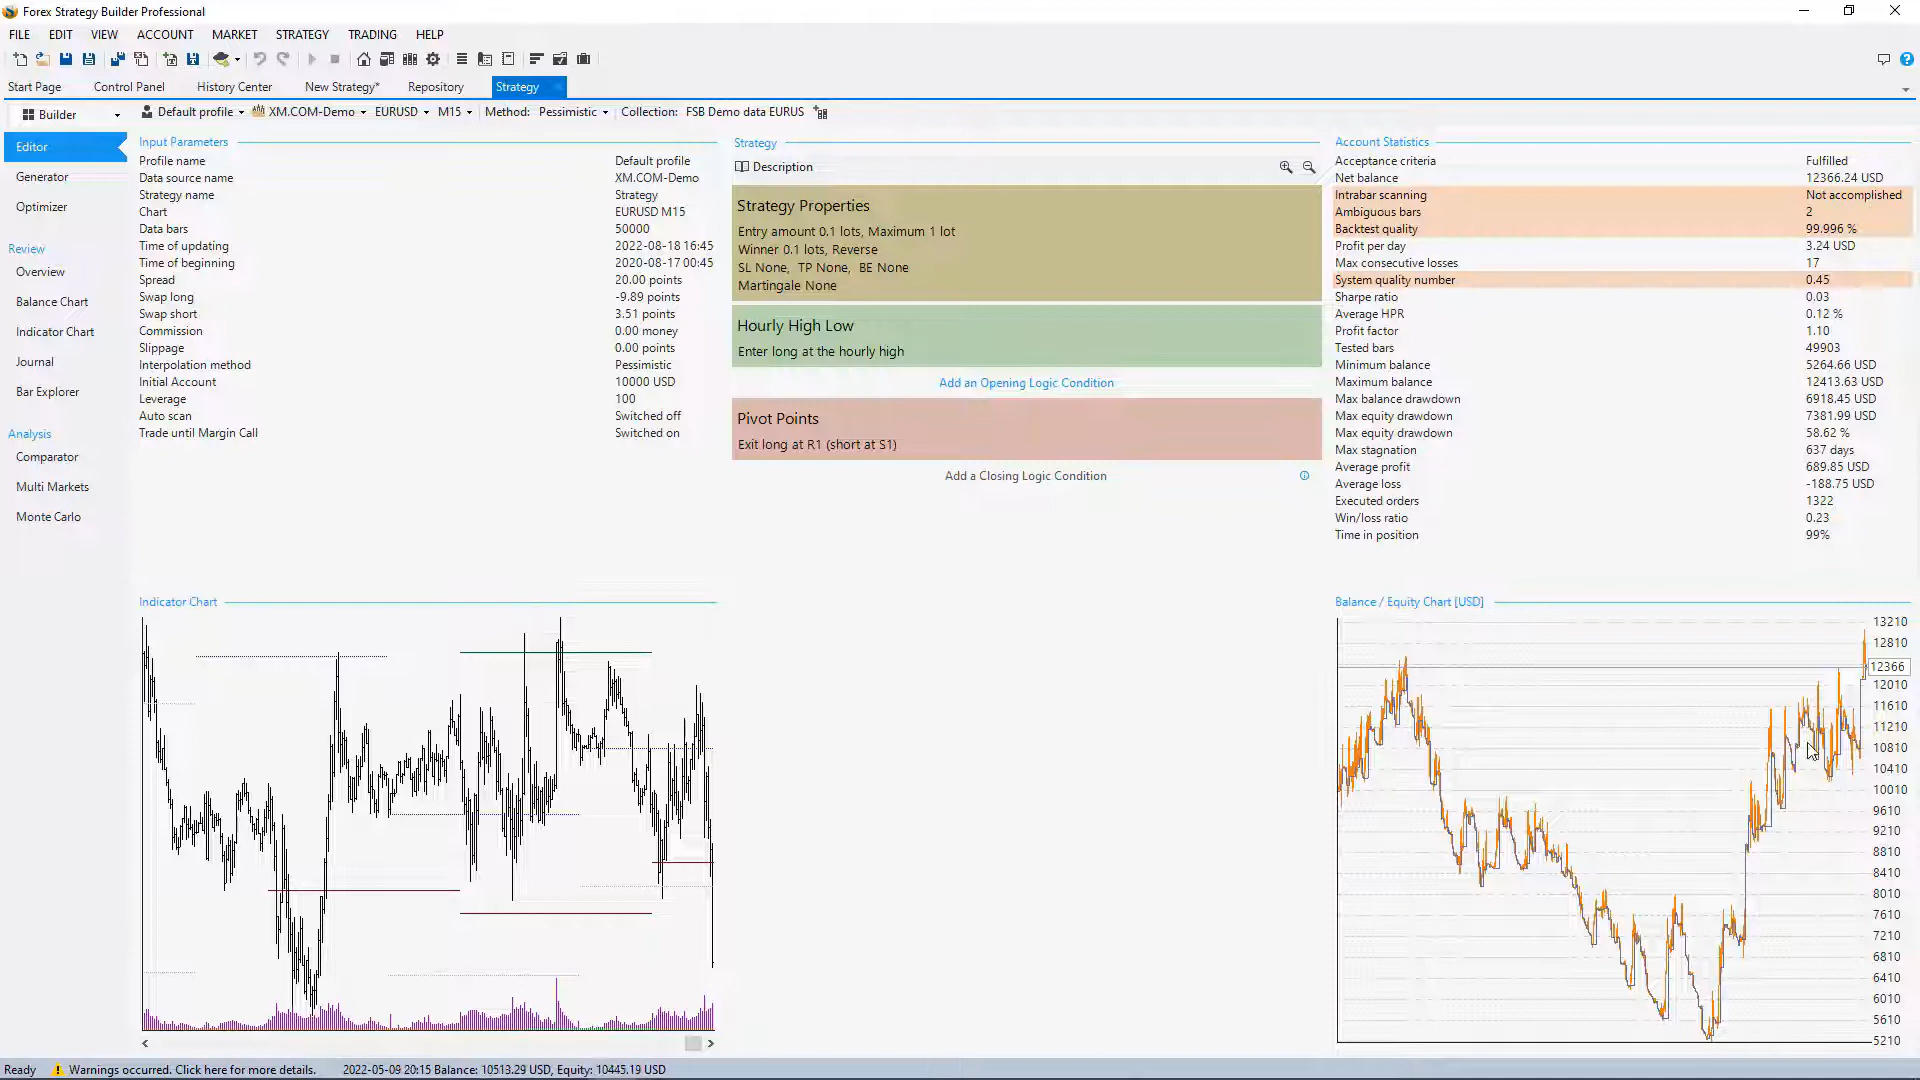 Forex Strategy Builder Professional
FILE EDIT VIEW ACCOUNT MARKET STRATEGY TRADING HELP
Start Page Control Panel History Center New Strategy* Repository Strategy
Builder Default profile XM.COM-Demo EURUSD M15 Method: Pessimistic Collection: FSB Demo data EURUS
Editor
Generator
Optimizer
Review
Overview
Balance Chart
Indicator Chart
Journal
Bar Explorer
Analysis
Comparator
Multi Markets
Monte Carlo
Input Parameters
Profile name Default profile
Data source name XM.COM-Demo
Strategy name Strategy
Chart EURUSD M15
Data bars 50000
Time of updating 2022-08-18 16:45
Time of beginning 2020-08-17 00:45
Spread 20.00 points
Swap long -9.89 points
Swap short 3.51 points
Commission 0.00 money
Slippage 0.00 points
Interpolation method Pessimistic
Initial Account 10000 USD
Leverage 100
Auto scan Switched off
Trade until Margin Call Switched on
Strategy
Description
Strategy Properties
Entry amount 0.1 lots, Maximum 1 lot
Winner 0.1 lots, Reverse
SL None, TP None, BE None
Martingale None
Hourly High Low
Enter long at the hourly high
Add an Opening Logic Condition
Pivot Points
Exit long at R1 (short at S1)
Add a Closing Logic Condition
Account Statistics
Acceptance criteria Fulfilled
Net balance 12366.24 USD
Intrabar scanning Not accomplished
Ambiguous bars 2
Backtest quality 99.996 %
Profit per day 3.24 USD
Max consecutive losses 17
System quality number 0.45
Sharpe ratio 0.03
Average HPR 0.12 %
Profit factor 1.10
Tested bars 49903
Minimum balance 5264.66 USD
Maximum balance 12413.63 USD
Max balance drawdown 6918.45 USD
Max equity drawdown 7381.99 USD
Max equity drawdown 58.62 %
Max stagnation 637 days
Average profit 689.85 USD
Average loss -188.75 USD
Executed orders 1322
Win/loss ratio 0.23
Time in position 99%
Indicator Chart
Balance / Equity Chart [USD]
13210
12810
12366
12010
11610
11210
10810
10410
10010
9610
9210
8810
8410
8010
7610
7210
6810
6410
6010
5610
5210
Ready Warnings occurred. Click here for more details. 2022-05-09 20:15 Balance: 10513.29 USD, Equity: 10445.19 USD